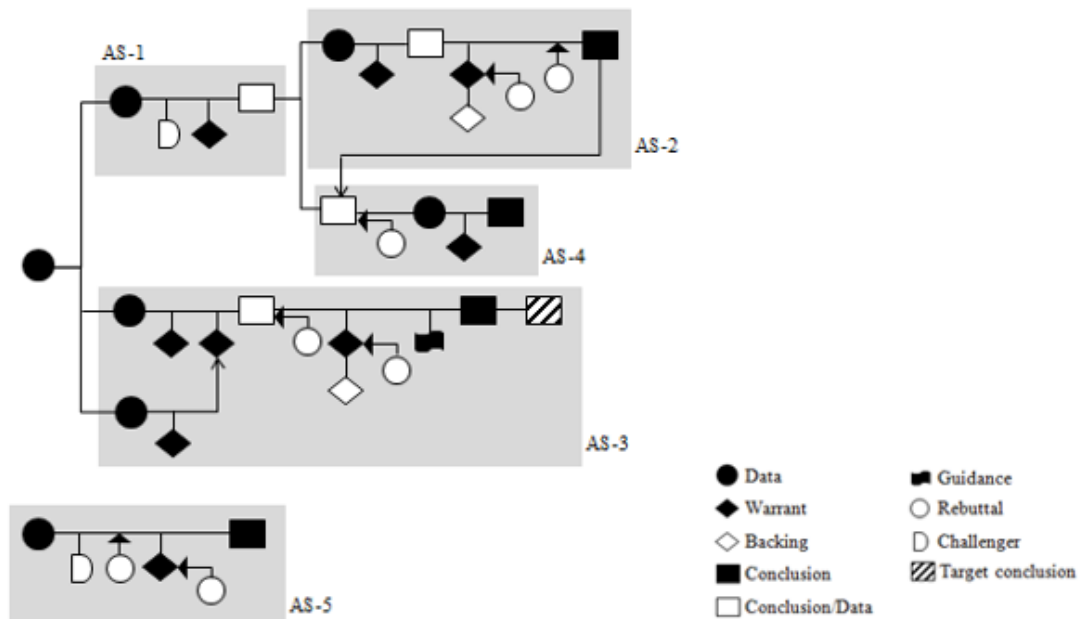 AS-1
AS-2
AS-4
AS-3
AS-5
Data
Warrant
Backing
Conclusion
Conclusion/Data
Guidance
Rebuttal
Challenger
Target conclusion